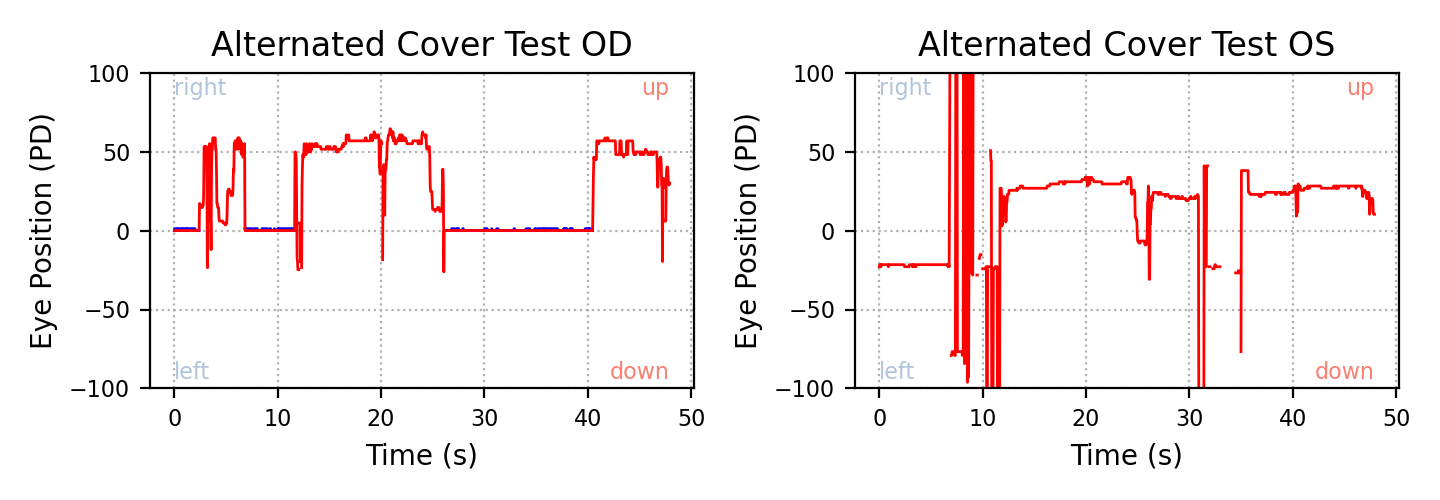 Alternated Cover Test OD
100
50
0
−50
−100
Eye Position (PD)
right
up
left
down
0
10
20
30
40
50
Time (s)
Alternated Cover Test OS
100
50
0
−50
−100
Eye Position (PD)
right
up
left
down
0
10
20
30
40
50
Time (s)